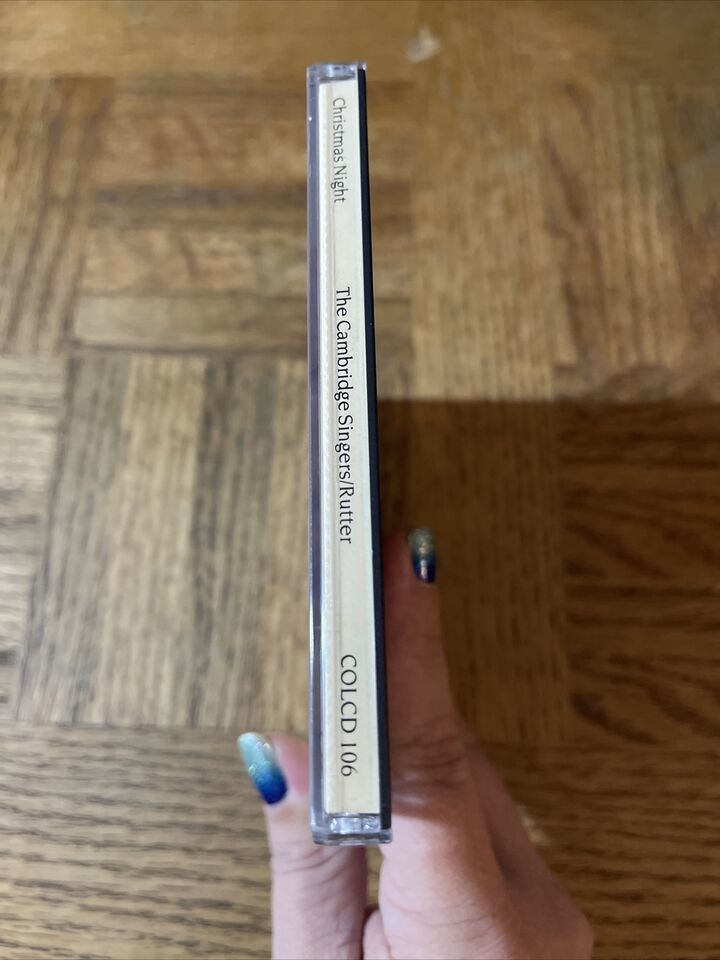 Christmas Night
The Cambridge Singers/Rutter
COLCD 106